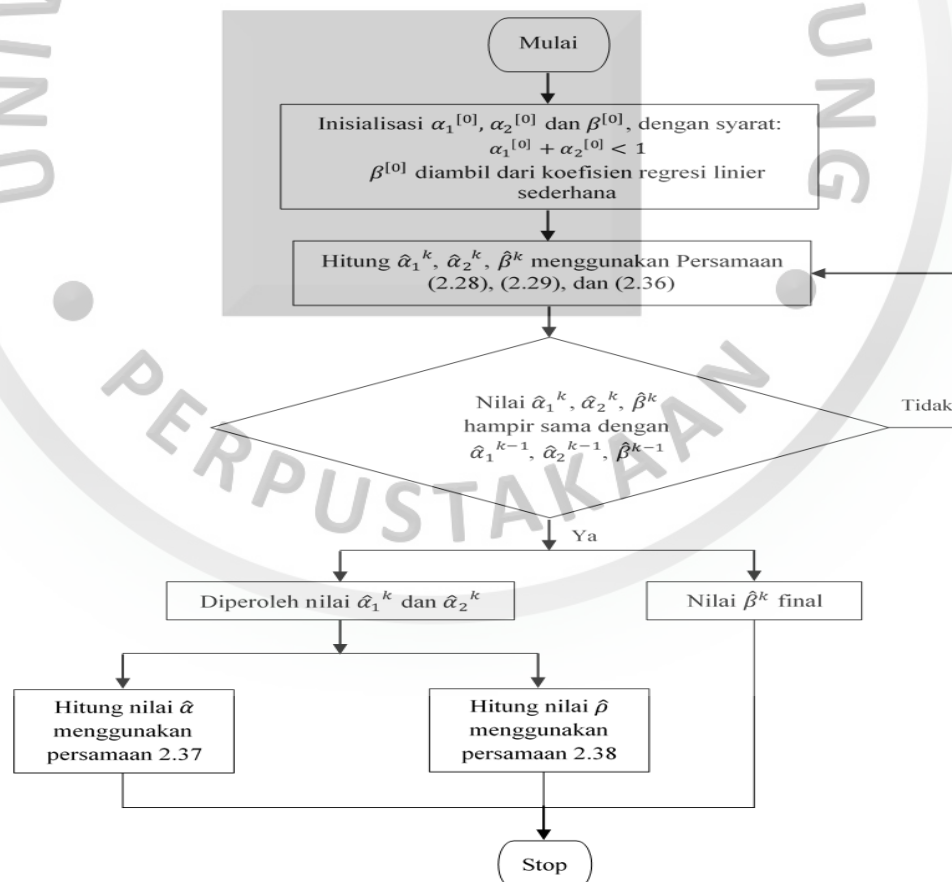 Mulai
Inisialisasi α₁^[0], α₂^[0] dan β^[0], dengan syarat:
α₁^[0] + α₂^[0] < 1
β^[0] diambil dari koefisien regresi linier
sederhana
Hitung α̂₁^k, α̂₂^k, β̂^k menggunakan Persamaan
(2.28), (2.29), dan (2.36)
Nilai α̂₁^k, α̂₂^k, β̂^k
hampir sama dengan
α̂₁^k−1, α̂₂^k−1, β̂^k−1
Tidak
Ya
Diperoleh nilai α̂₁^k dan α̂₂^k
Nilai β̂^k final
Hitung nilai α̂
menggunakan
persamaan 2.37
Hitung nilai ρ̂
menggunakan
persamaan 2.38
Stop
UNI
UNG
PERPUSTAKAAN